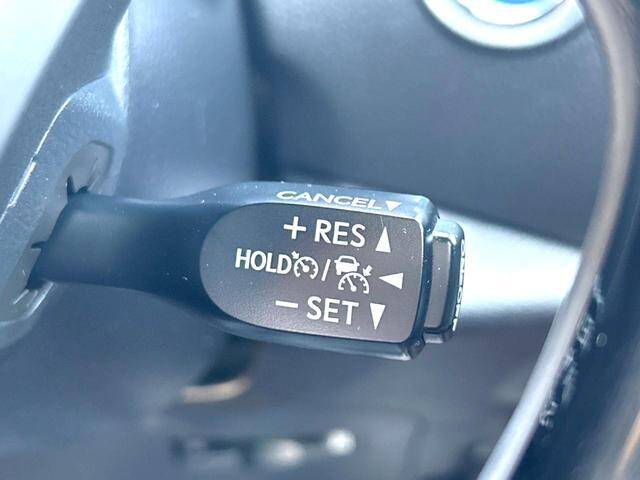 CANCEL▼
+ RES ▲
HOLD / ◀
− SET ▼